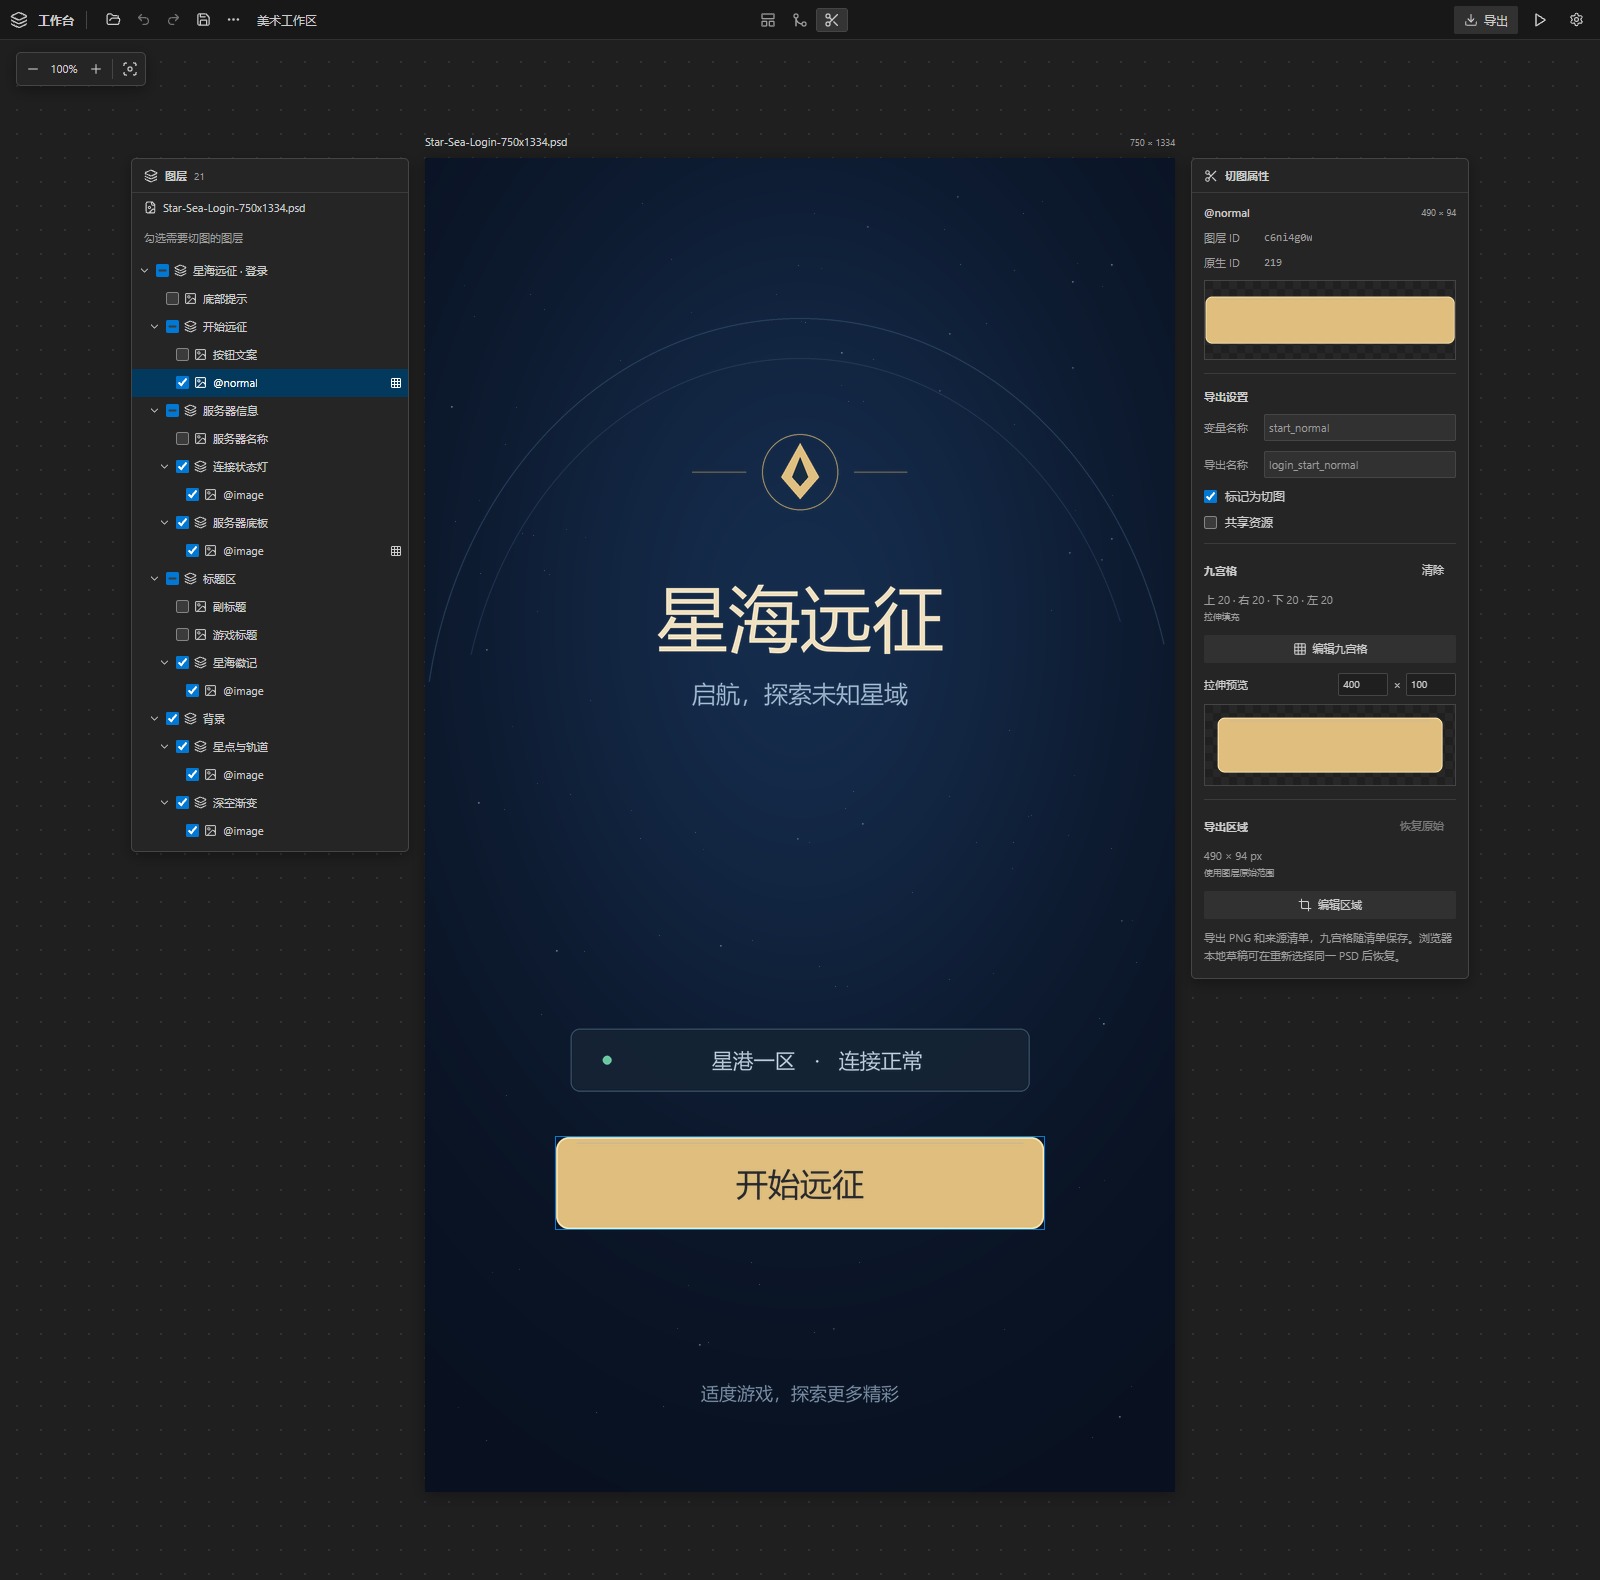 工作台
美术工作区
导出
100%
Star-Sea-Login-750x1334.psd
750 × 1334
图层 21
Star-Sea-Login-750x1334.psd
勾选需要切图的图层
星海远征 · 登录
底部提示
开始远征
按钮文案
@normal
服务器信息
服务器名称
连接状态灯
@image
服务器底板
@image
标题区
副标题
游戏标题
星海徽记
@image
背景
星点与轨道
@image
深空渐变
@image
星海远征
启航，探索未知星域
星港一区 · 连接正常
开始远征
适度游戏，探索更多精彩
切图属性
@normal
490 × 94
图层 ID c6ni4g0w
原生 ID 219
导出设置
变量名称 start_normal
导出名称 login_start_normal
标记为切图
共享资源
九宫格
清除
上 20 · 右 20 · 下 20 · 左 20
拉伸填充
编辑九宫格
拉伸预览 400 × 100
导出区域
恢复原始
490 × 94 px
使用图层原始范围
编辑区域
导出 PNG 和来源清单，九宫格随清单保存。浏览器
本地草稿可在重新选择同一 PSD 后恢复。